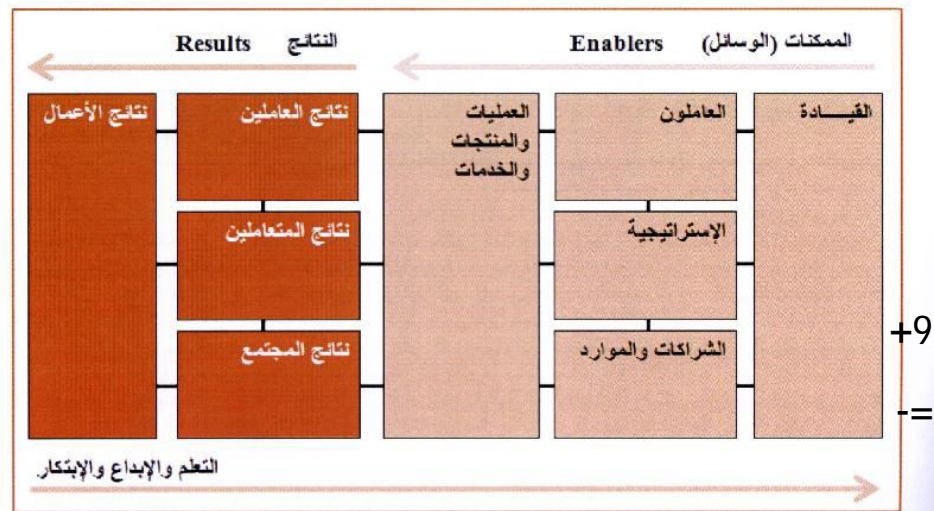 الممكنات (الوسائل) Enablers
النتائج Results
القيـــادة
العاملون
الإستراتيجية
الشراكات والموارد
العمليات
والمنتجات
والخدمات
نتائج العاملين
نتائج المتعاملين
نتائج المجتمع
نتائج الأعمال
+9
-=
التعلم والإبداع والإبتكار.